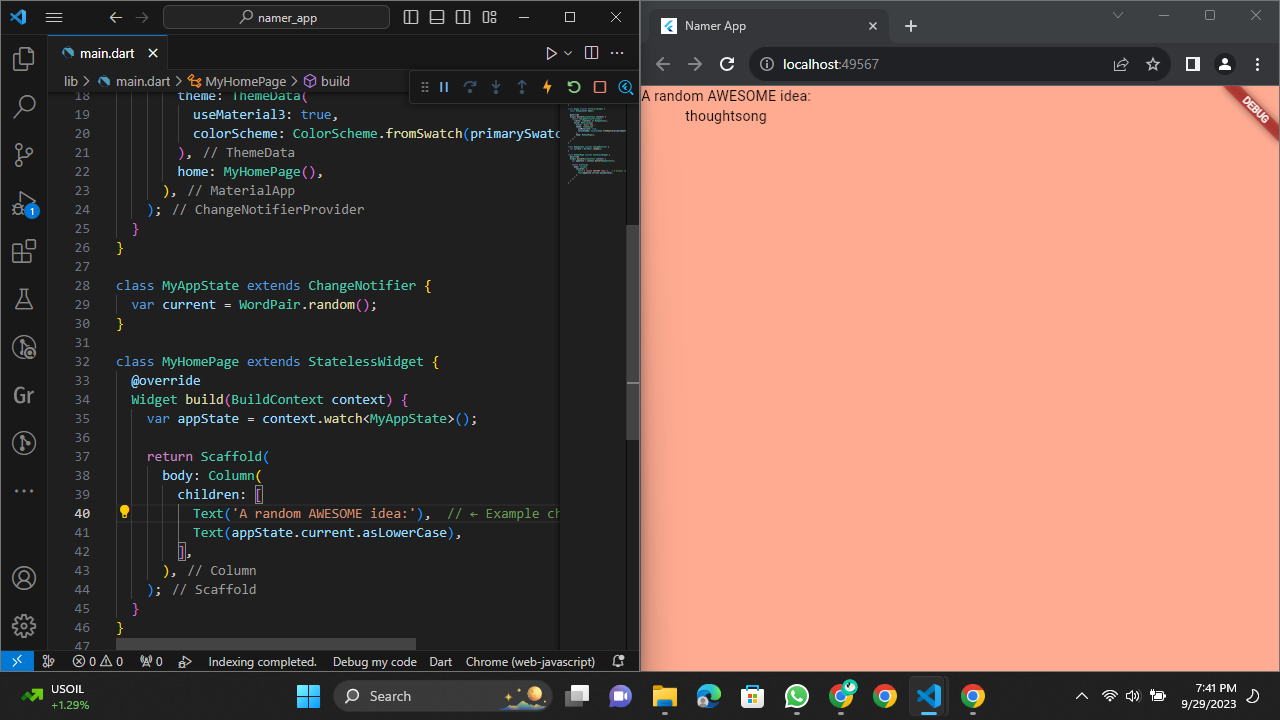 namer_app
main.dart
lib > main.dart > MyHomePage > build
18 theme: ThemeData(
19 useMaterial3: true,
20 colorScheme: ColorScheme.fromSwatch(primarySwatc
21 ), // ThemeData
22 home: MyHomePage(),
23 ), // MaterialApp
24 ); // ChangeNotifierProvider
25 }
26 }
27
28 class MyAppState extends ChangeNotifier {
29 var current = WordPair.random();
30 }
31
32 class MyHomePage extends StatelessWidget {
33 @override
34 Widget build(BuildContext context) {
35 var appState = context.watch<MyAppState>();
36
37 return Scaffold(
38 body: Column(
39 children: [
40 Text('A random AWESOME idea:'), // ← Example ch
41 Text(appState.current.asLowerCase),
42 ],
43 ), // Column
44 ); // Scaffold
45 }
46 }
47
Gr
1
0 0 0 Indexing completed. Debug my code Dart Chrome (web-javascript)
Namer App
localhost:49567
A random AWESOME idea:
thoughtsong
DEBUG
USOIL
+1.29%
Search
7:41 PM
9/29/2023